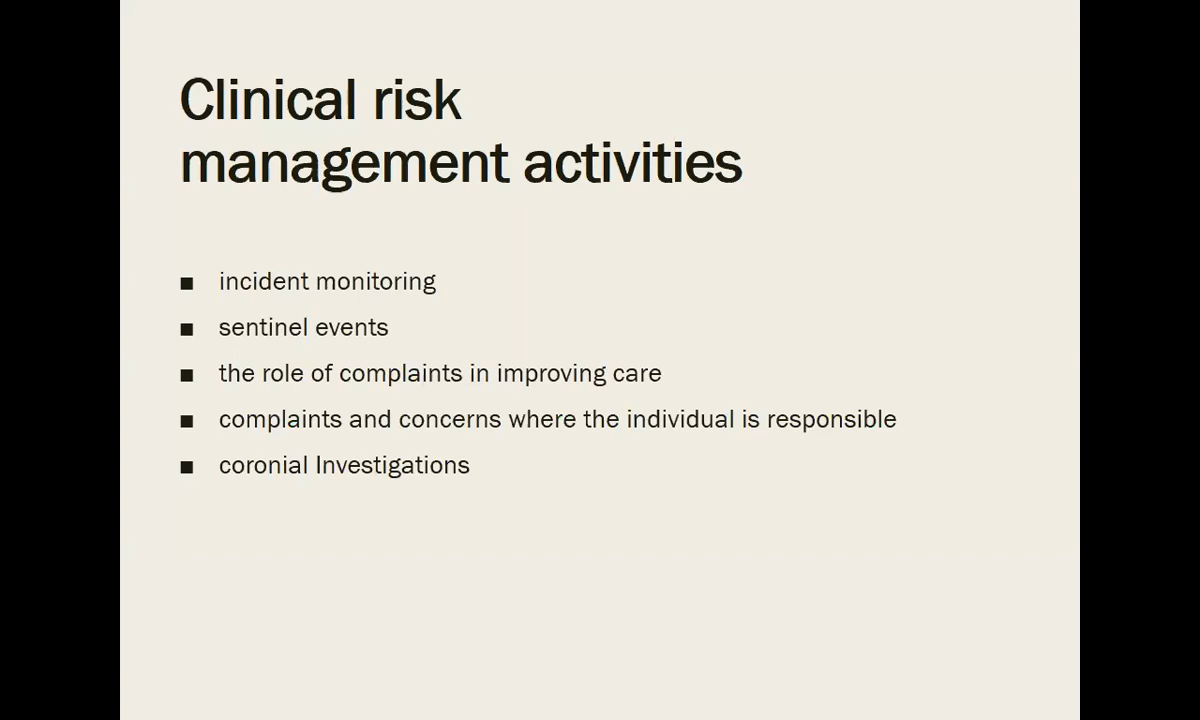 Clinical risk
management activities
■ incident monitoring
■ sentinel events
■ the role of complaints in improving care
■ complaints and concerns where the individual is responsible
■ coronial Investigations